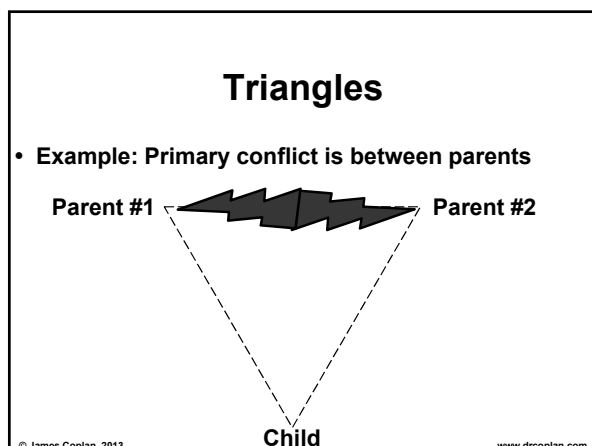 Triangles
• Example: Primary conflict is between parents
Parent #1 Parent #2
Child
© James Coplan, 2013 www.drcoplan.com